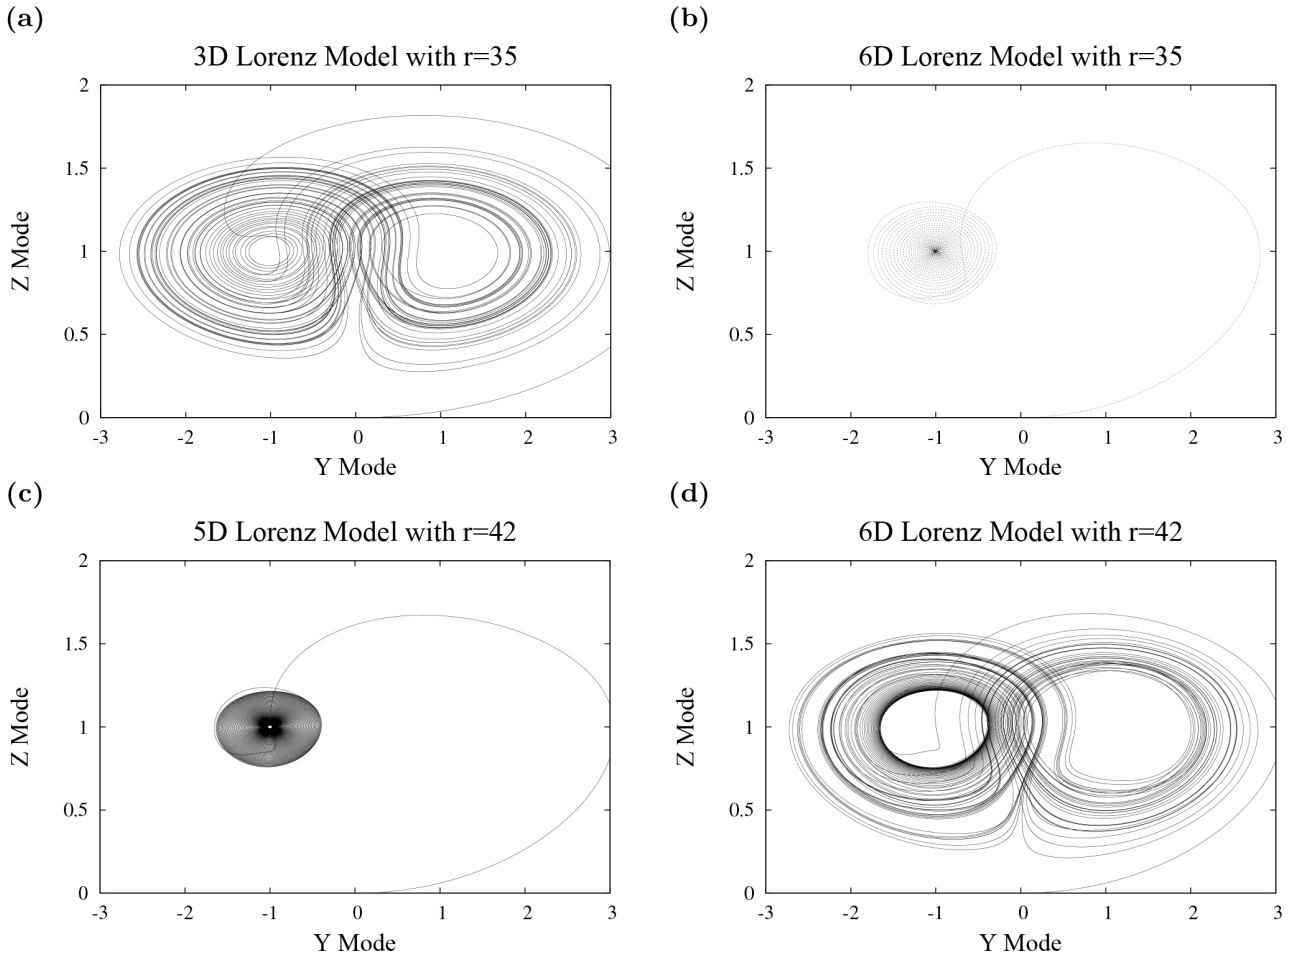 (a)
3D Lorenz Model with r=35
2
1.5
1
0.5
0
Z Mode
-3 -2 -1 0 1 2 3
Y Mode
(b)
6D Lorenz Model with r=35
2
1.5
1
0.5
0
Z Mode
-3 -2 -1 0 1 2 3
Y Mode
(c)
5D Lorenz Model with r=42
2
1.5
1
0.5
0
Z Mode
-3 -2 -1 0 1 2 3
Y Mode
(d)
6D Lorenz Model with r=42
2
1.5
1
0.5
0
Z Mode
-3 -2 -1 0 1 2 3
Y Mode